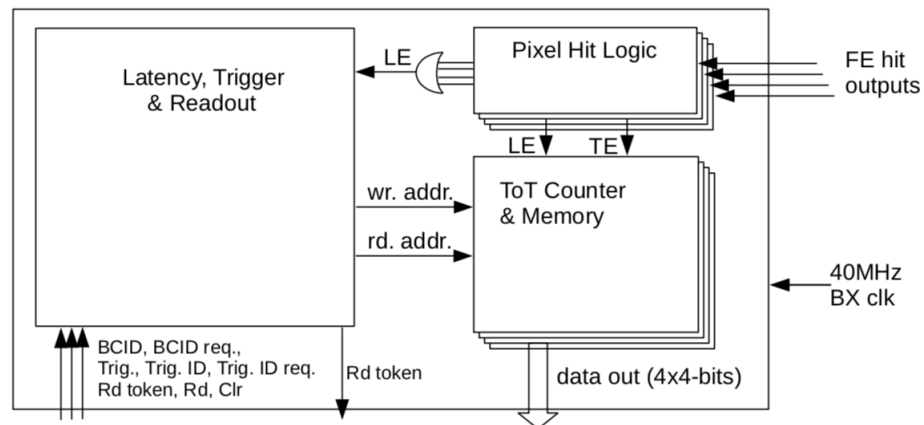 Latency, Trigger
& Readout
LE
Pixel Hit Logic
FE hit
outputs
LE
TE
wr. addr.
rd. addr.
ToT Counter
& Memory
40MHz
BX clk
BCID, BCID req.,
Trig., Trig. ID, Trig. ID req.
Rd token, Rd, Clr
Rd token
data out (4x4-bits)